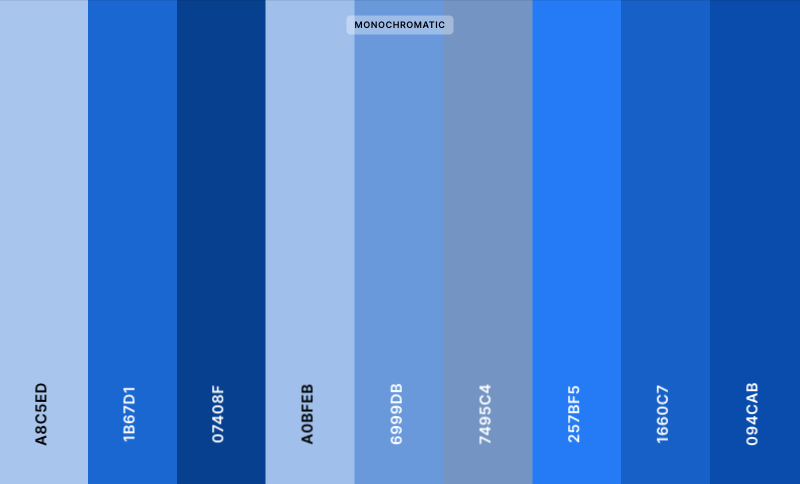 MONOCHROMATIC
A8C5ED
1B67D1
07408F
A0BFEB
6999DB
7495C4
257BF5
1660C7
094CAB